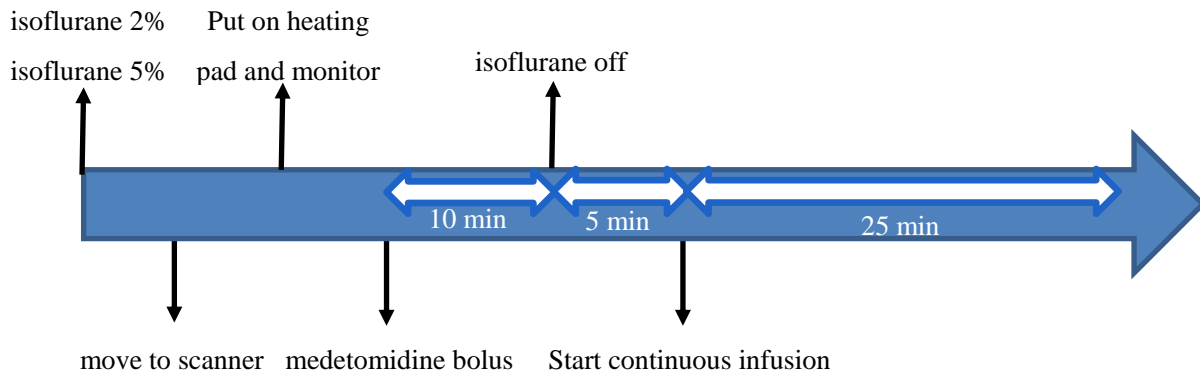 isoflurane 2%
isoflurane 5%
Put on heating
pad and monitor
isoflurane off
10 min
5 min
25 min
move to scanner
medetomidine bolus
Start continuous infusion